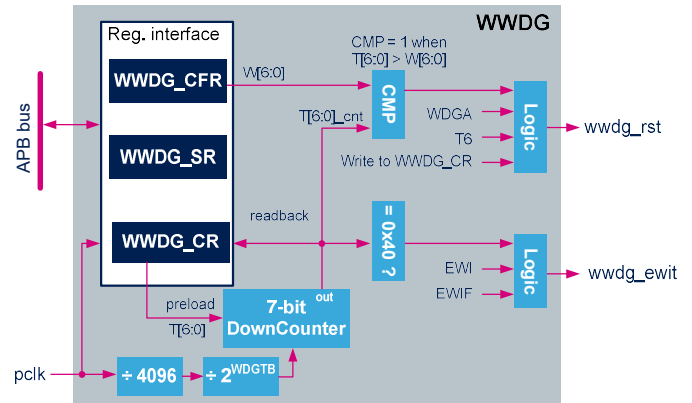 WWDG
Reg. interface
CMP = 1 when
T[6:0] > W[6:0]
WWDG_CFR
W[6:0]
CMP
Logic
WDGA
T[6:0]_cnt
T6
wwdg_rst
APB bus
WWDG_SR
Write to WWDG_CR
readback
WWDG_CR
= 0x40 ?
Logic
EWI
wwdg_ewit
EWIF
preload
T[6:0]
out
7-bit
DownCounter
pclk
÷ 4096
÷ 2WDGTB